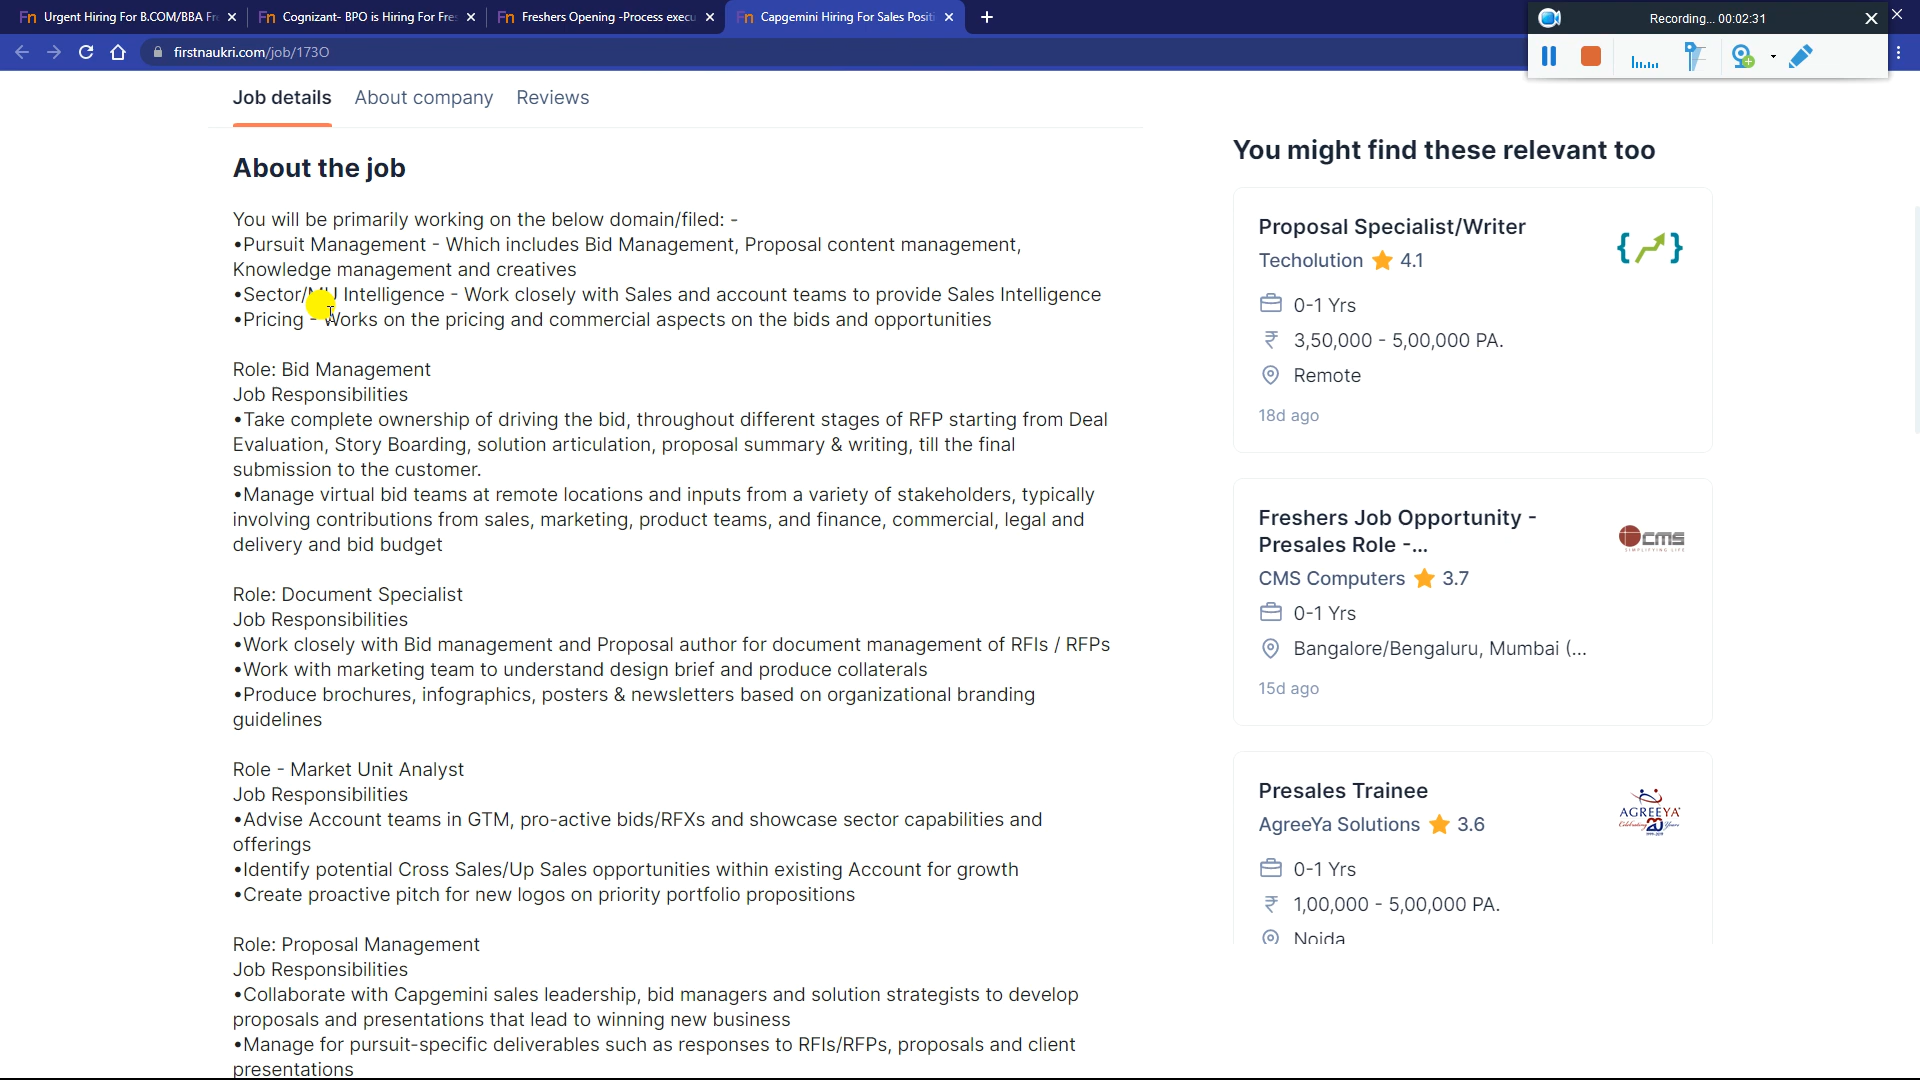 Urgent Hiring For B.COM/BBA Fr
Cognizant- BPO is Hiring For Fre
Freshers Opening -Process execu
Capgemini Hiring For Sales Positi
Recording... 00:02:31
firstnaukri.com/job/173O
Job details
About company
Reviews
About the job
You will be primarily working on the below domain/filed: -
•Pursuit Management - Which includes Bid Management, Proposal content management,
Knowledge management and creatives
•Sector/MU Intelligence - Work closely with Sales and account teams to provide Sales Intelligence
•Pricing - Works on the pricing and commercial aspects on the bids and opportunities
Role: Bid Management
Job Responsibilities
•Take complete ownership of driving the bid, throughout different stages of RFP starting from Deal
Evaluation, Story Boarding, solution articulation, proposal summary & writing, till the final
submission to the customer.
•Manage virtual bid teams at remote locations and inputs from a variety of stakeholders, typically
involving contributions from sales, marketing, product teams, and finance, commercial, legal and
delivery and bid budget
Role: Document Specialist
Job Responsibilities
•Work closely with Bid management and Proposal author for document management of RFIs / RFPs
•Work with marketing team to understand design brief and produce collaterals
•Produce brochures, infographics, posters & newsletters based on organizational branding
guidelines
Role - Market Unit Analyst
Job Responsibilities
•Advise Account teams in GTM, pro-active bids/RFXs and showcase sector capabilities and
offerings
•Identify potential Cross Sales/Up Sales opportunities within existing Account for growth
•Create proactive pitch for new logos on priority portfolio propositions
Role: Proposal Management
Job Responsibilities
•Collaborate with Capgemini sales leadership, bid managers and solution strategists to develop
proposals and presentations that lead to winning new business
•Manage for pursuit-specific deliverables such as responses to RFIs/RFPs, proposals and client
presentations
You might find these relevant too
Proposal Specialist/Writer
Techolution 4.1
0-1 Yrs
₹ 3,50,000 - 5,00,000 PA.
Remote
18d ago
Freshers Job Opportunity -
Presales Role -...
CMS Computers 3.7
CMS
SIMPLIFYING LIFE
0-1 Yrs
Bangalore/Bengaluru, Mumbai (...
15d ago
Presales Trainee
AgreeYa Solutions 3.6
AGREEYA
Celebrating 20 Years
0-1 Yrs
₹ 1,00,000 - 5,00,000 PA.
Noida